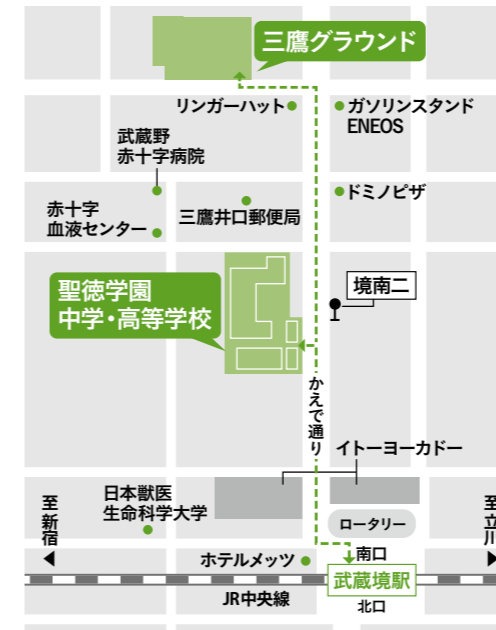 三鷹グラウンド
リンガーハット
ガソリンスタンド
ENEOS
武蔵野
赤十字病院
ドミノピザ
赤十字
血液センター
三鷹井口郵便局
聖徳学園
中学・高等学校
境南二
かえで通り
イトーヨーカドー
日本獣医
生命科学大学
至新宿
至立川
ロータリー
ホテルメッツ
南口
武蔵境駅
JR中央線
北口